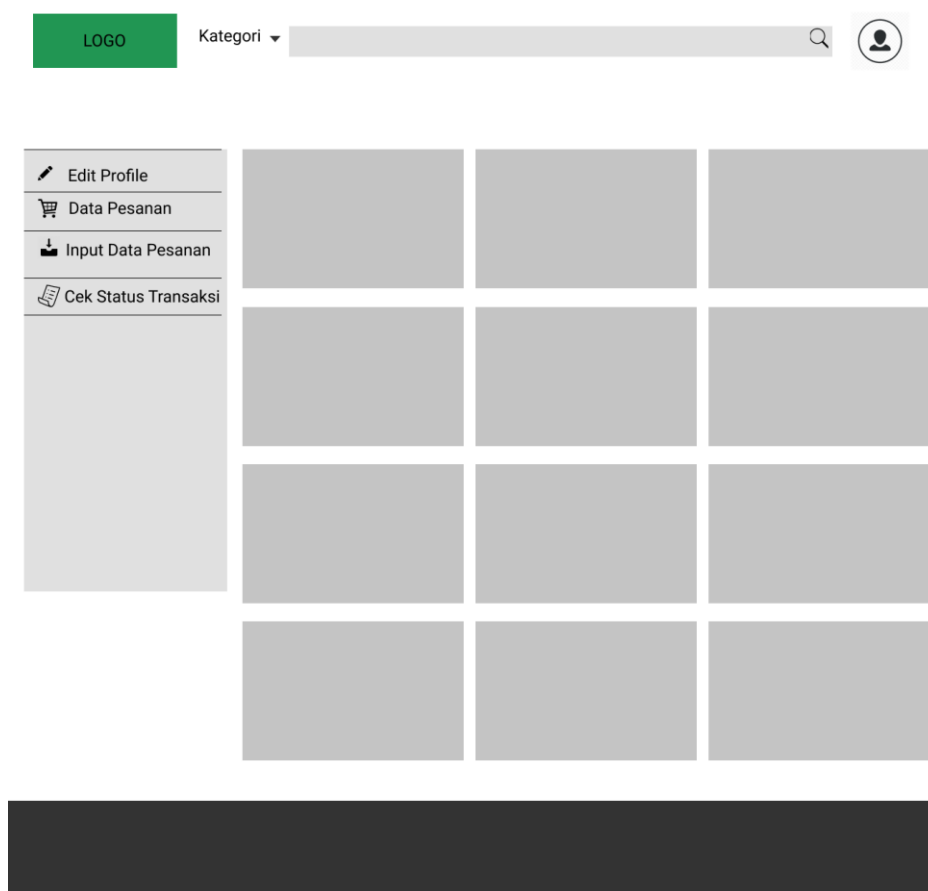 LOGO
Kategori
Edit Profile
Data Pesanan
Input Data Pesanan
Cek Status Transaksi